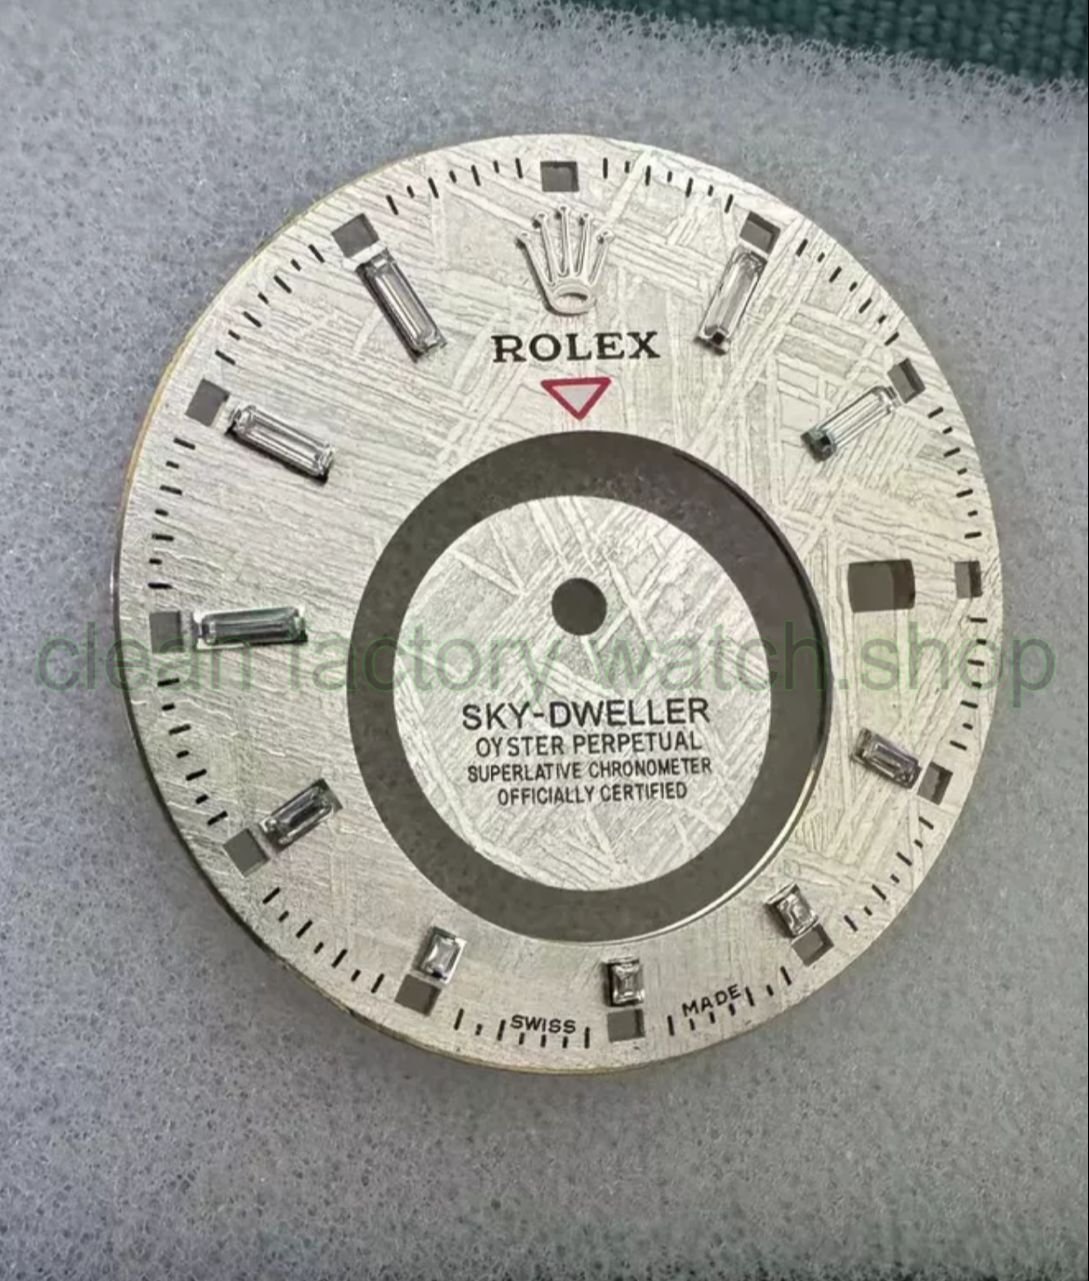 ROLEX
clean factory watch.shop
SKY-DWELLER
OYSTER PERPETUAL
SUPERLATIVE CHRONOMETER
OFFICIALLY CERTIFIED
SWISS MADE